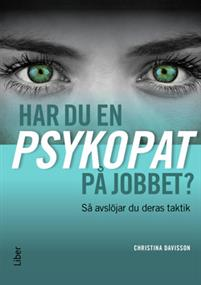 HAR DU EN
PSYKOPAT
PÅ JOBBET?
Så avslöjar du deras taktik
CHRISTINA DAVISSON
Liber